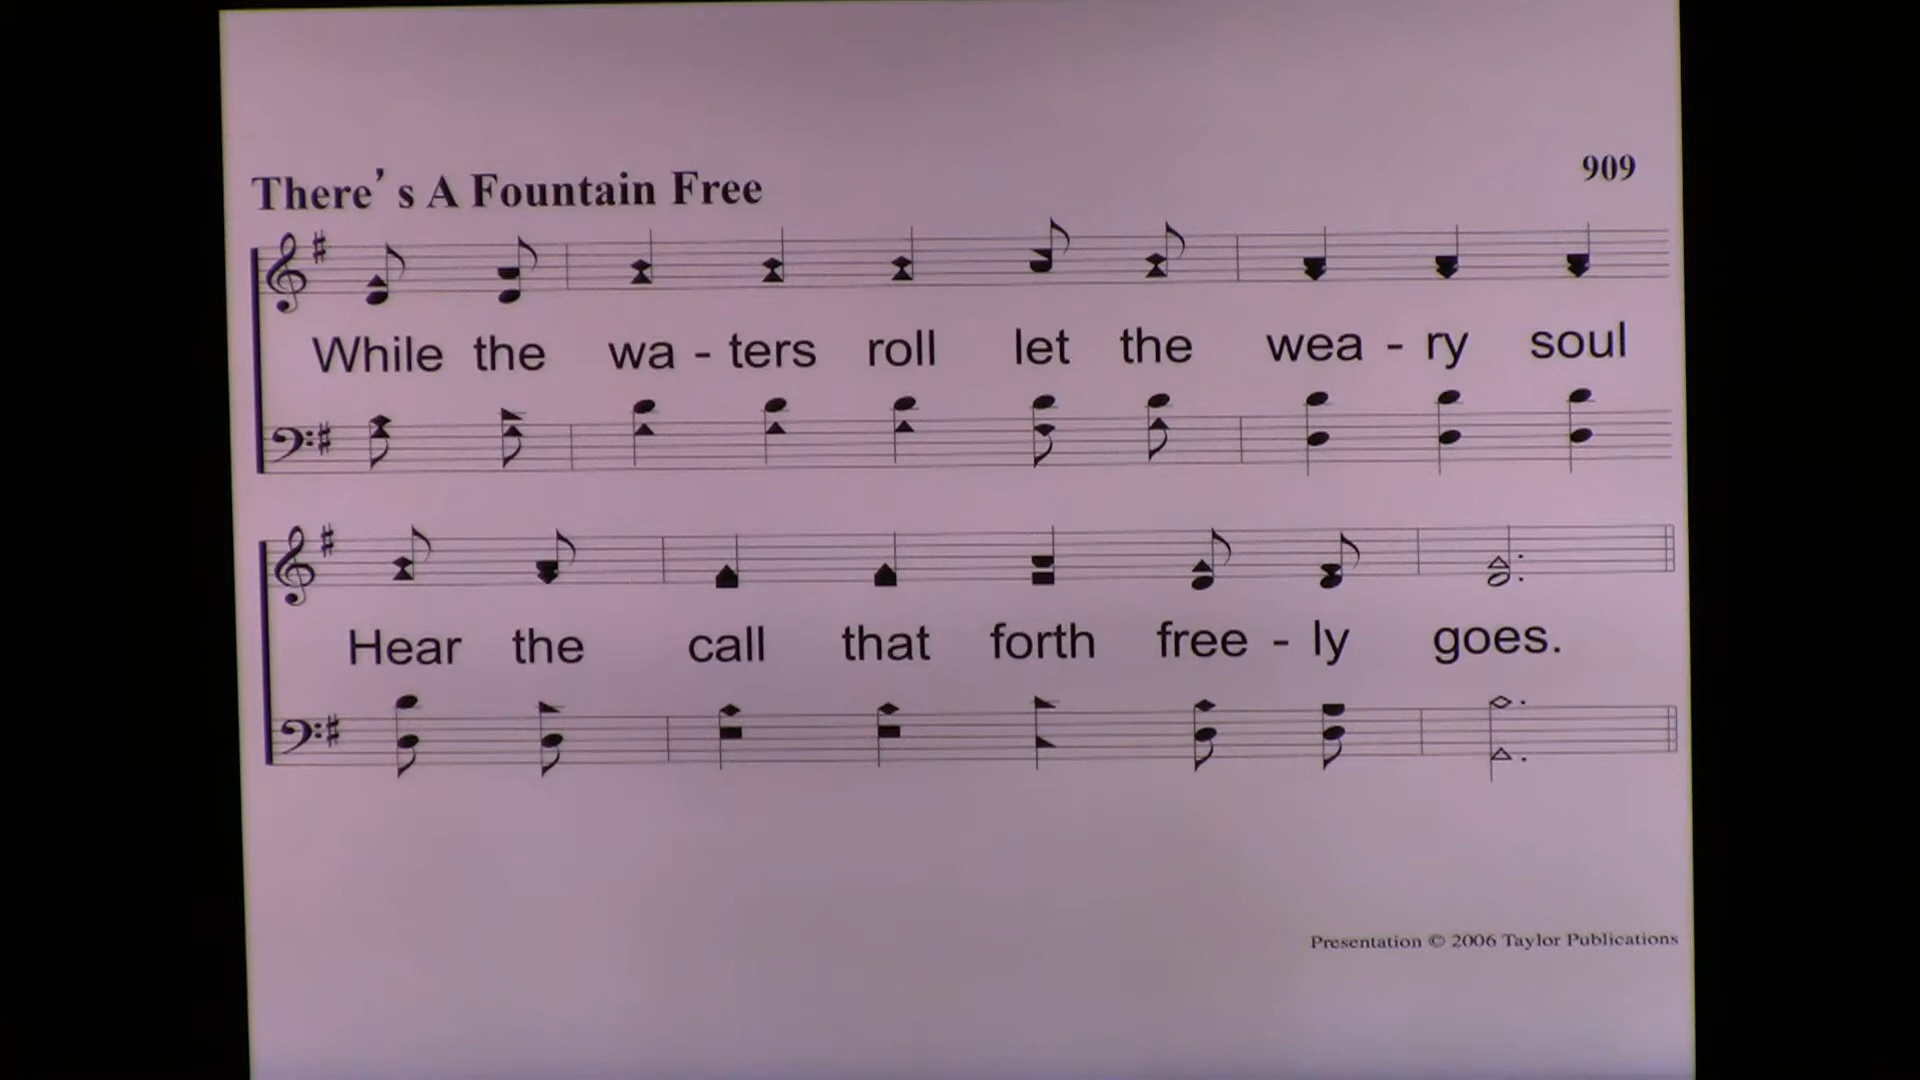 There's A Fountain Free
909
While the wa - ters roll let the wea - ry soul
Hear the call that forth free - ly goes.
Presentation © 2006 Taylor Publications